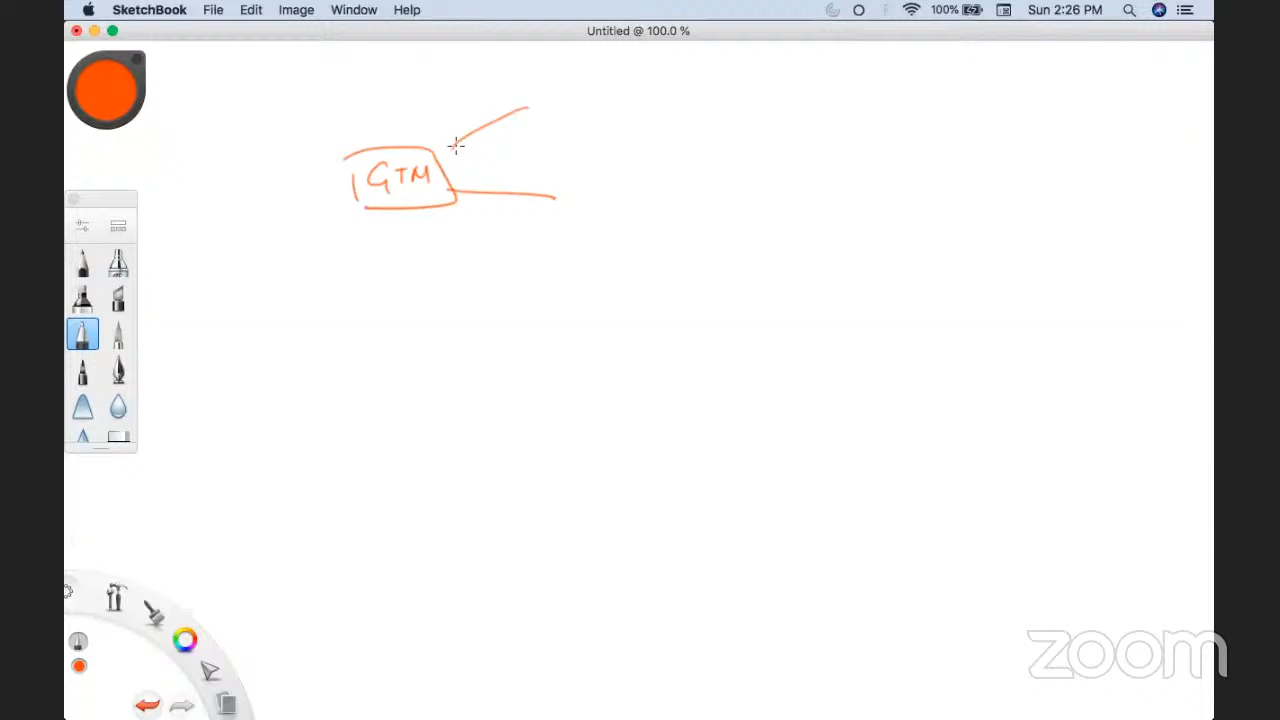 SketchBook File Edit Image Window Help 100% Sun 2:26 PM
Untitled @ 100.0 %
GTM
zoom